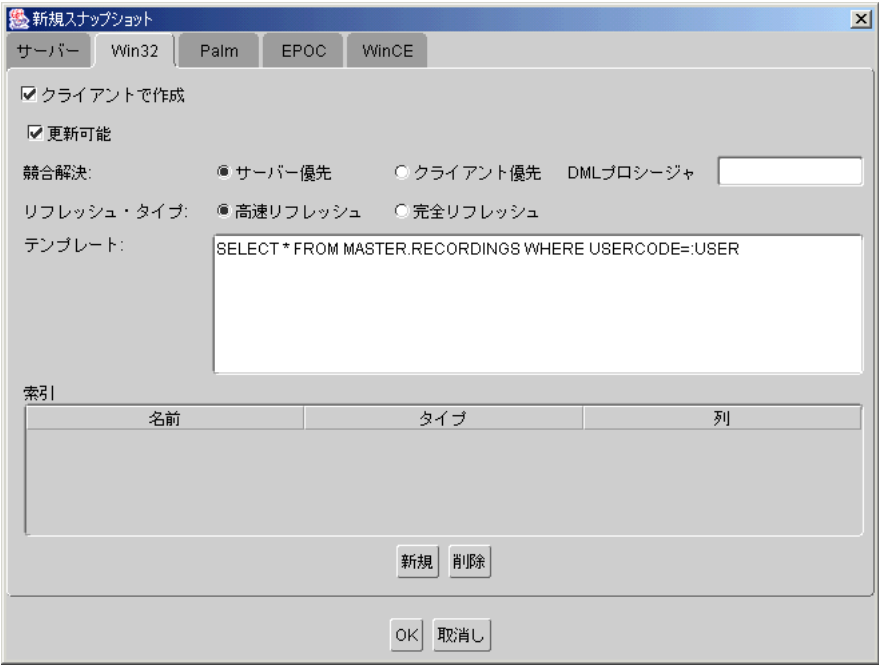 新規スナップショット
サーバー Win32 Palm EPOC WinCE
クライアントで作成
更新可能
競合解決: サーバー優先 クライアント優先 DMLプロシージャ
リフレッシュ・タイプ: 高速リフレッシュ 完全リフレッシュ
テンプレート: SELECT * FROM MASTER.RECORDINGS WHERE USERCODE=:USER
索引
名前 タイプ 列
新規 削除
OK 取消し